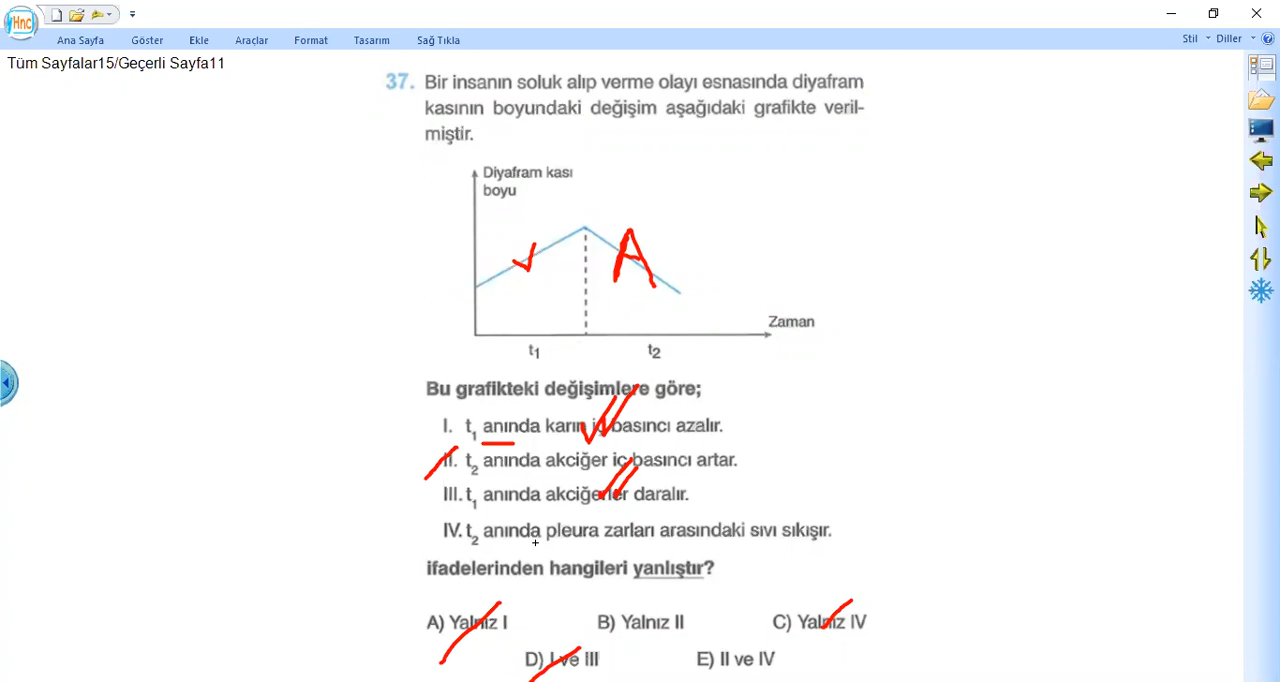 Hnc
Ana Sayfa Göster Ekle Araçlar Format Tasarım Sağ Tıkla Stil Diller
Tüm Sayfalar15/Geçerli Sayfa11
37. Bir insanın soluk alıp verme olayı esnasında diyafram
kasının boyundaki değişim aşağıdaki grafikte veril-
miştir.
Diyafram kası
boyu
A
Zaman
t1 t2
Bu grafikteki değişimlere göre;
I. t1 anında karın iç basıncı azalır.
II. t2 anında akciğer iç basıncı artar.
III. t1 anında akciğerler daralır.
IV. t2 anında pleura zarları arasındaki sıvı sıkışır.
ifadelerinden hangileri yanlıştır?
A) Yalnız I B) Yalnız II C) Yalnız IV
D) I ve III E) II ve IV